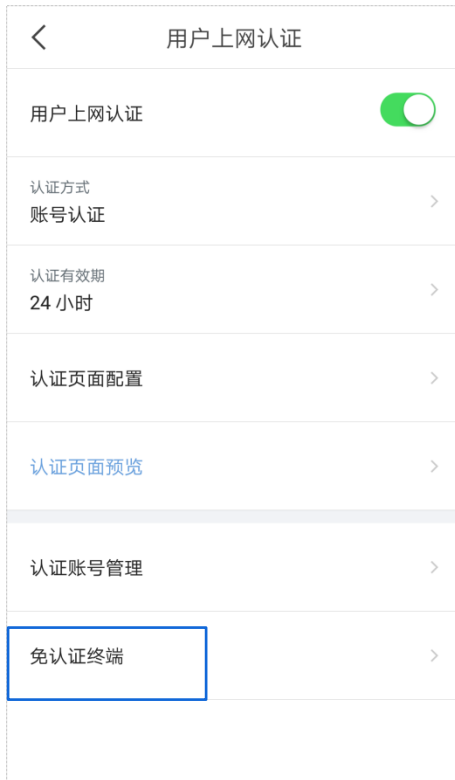 用户上网认证
用户上网认证
认证方式
账号认证
认证有效期
24 小时
认证页面配置
认证页面预览
认证账号管理
免认证终端